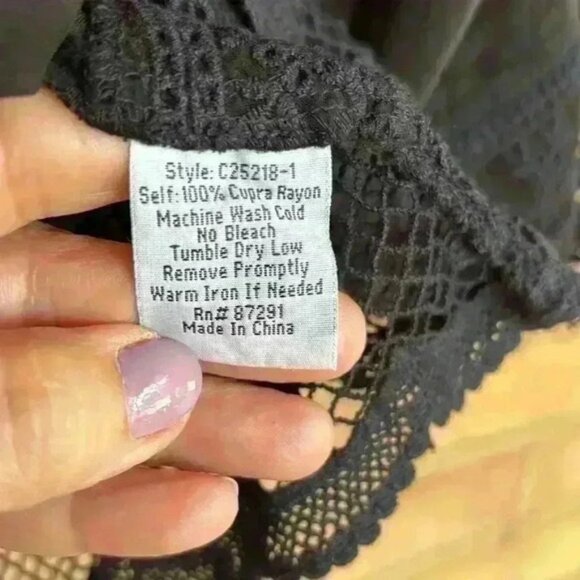 Style: C25218-1
Self:100% Cupra Rayon
Machine Wash Cold
No Bleach
Tumble Dry Low
Remove Promptly
Warm Iron If Needed
Rn# 87291
Made In China